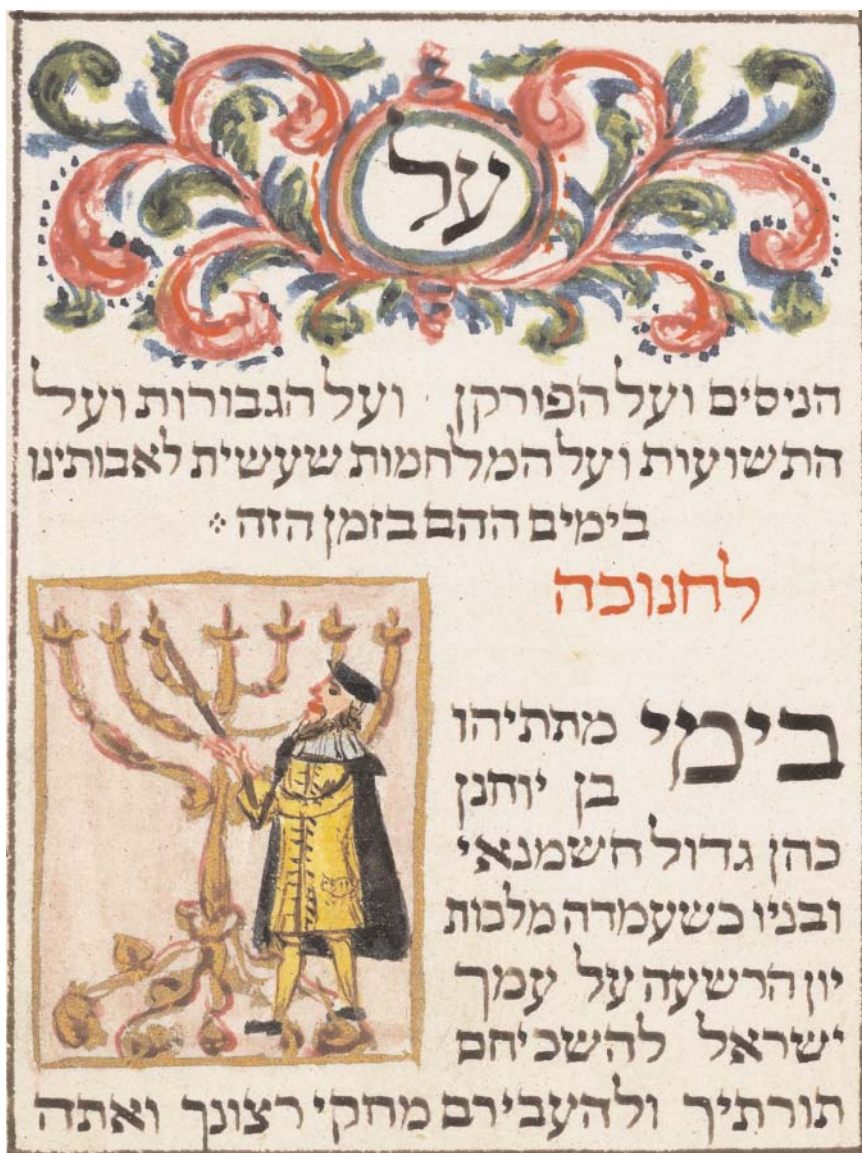 על
הניסים ועל הפורקן ועל הגבורות ועל
התשועות ועל המלחמות שעשית לאבותינו
בימים ההם בזמן הזה
לחנוכה
בימי מתתיהו
בן יוחנן
כהן גדול חשמנאי
ובניו כשעמדה מלכות
יון הרשעה על עמך
ישראל להשכיחם
תורתיך ולהעבירם מחקי רצונך ואתה